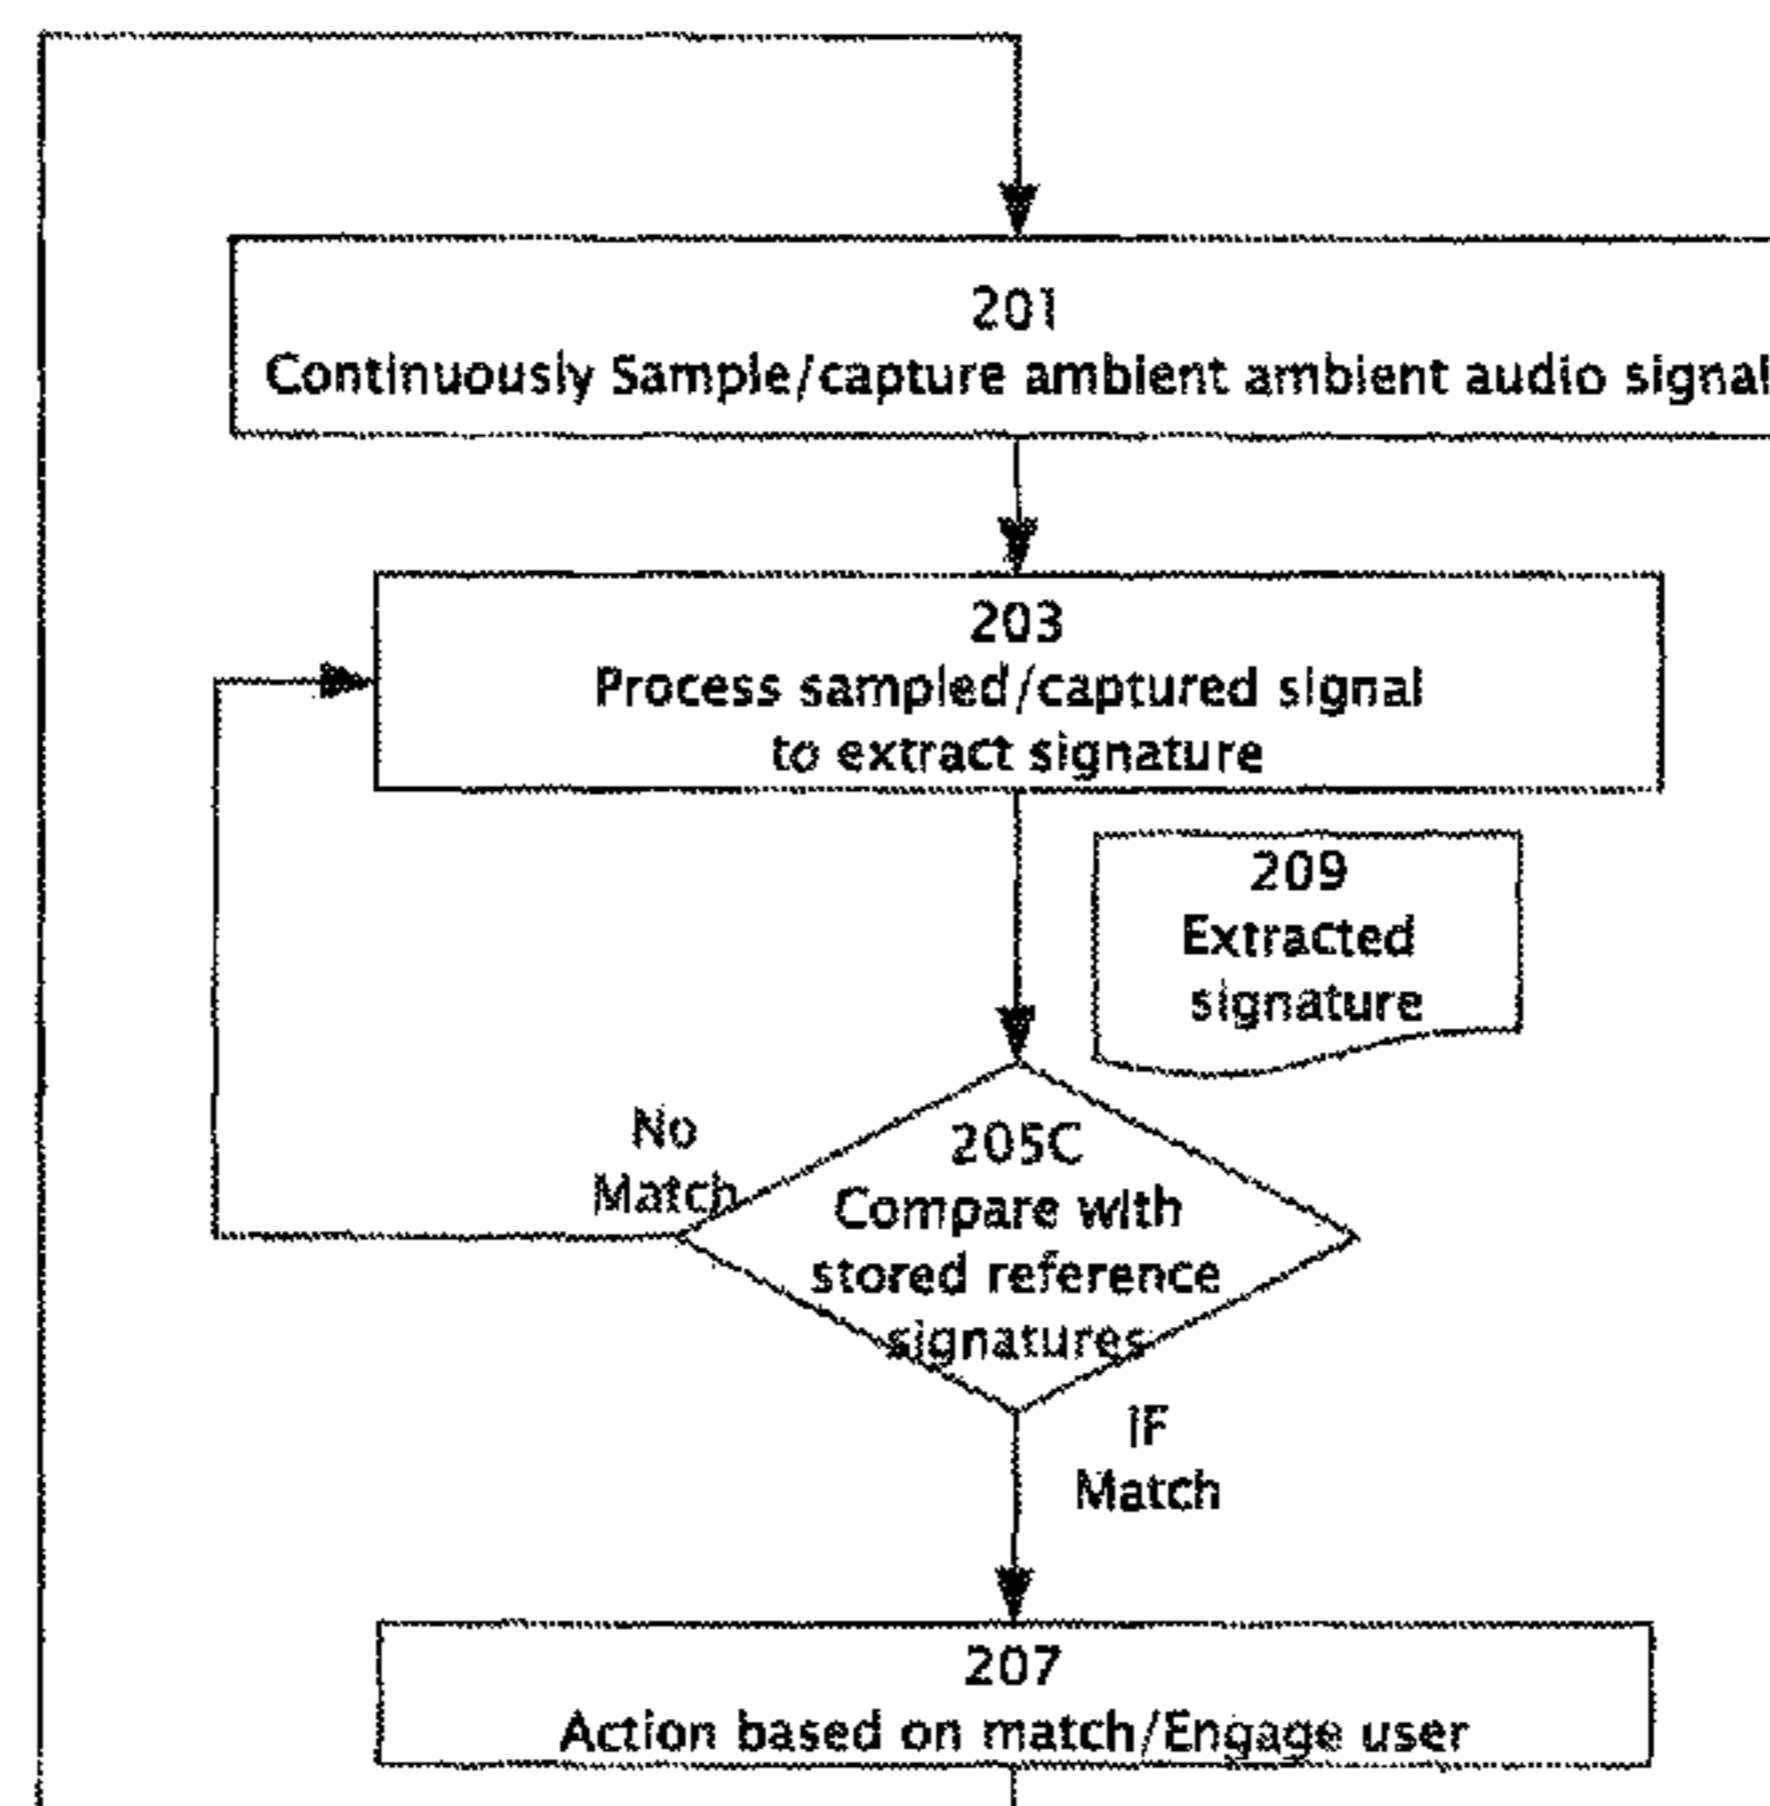 201
Continuously Sample/capture ambient ambient audio signal
203
Process sampled/captured signal
to extract signature
209
Extracted
signature
No
Match
205C
Compare with
stored reference
signatures
IF
Match
207
Action based on match/Engage user